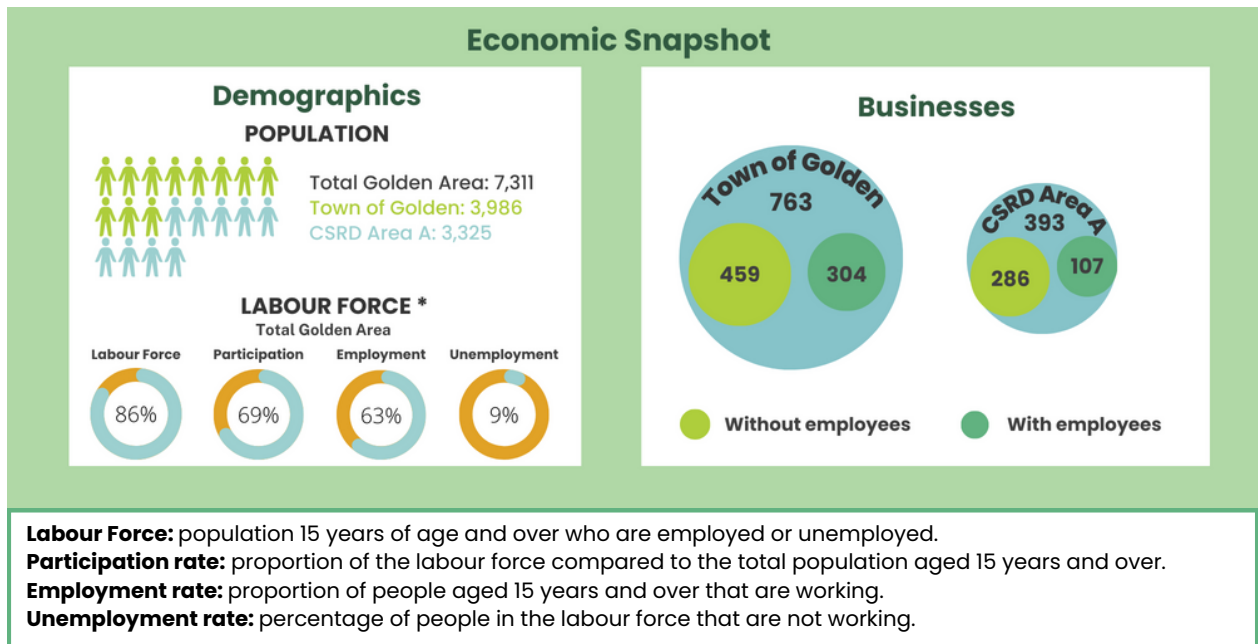 Economic Snapshot
Demographics
POPULATION
Total Golden Area: 7,311
Town of Golden: 3,986
CSRD Area A: 3,325
LABOUR FORCE *
Total Golden Area
Labour Force Participation Employment Unemployment
86% 69% 63% 9%
Businesses
Town of Golden
763
459 304
CSRD Area A
393
286 107
Without employees With employees
Labour Force: population 15 years of age and over who are employed or unemployed.
Participation rate: proportion of the labour force compared to the total population aged 15 years and over.
Employment rate: proportion of people aged 15 years and over that are working.
Unemployment rate: percentage of people in the labour force that are not working.